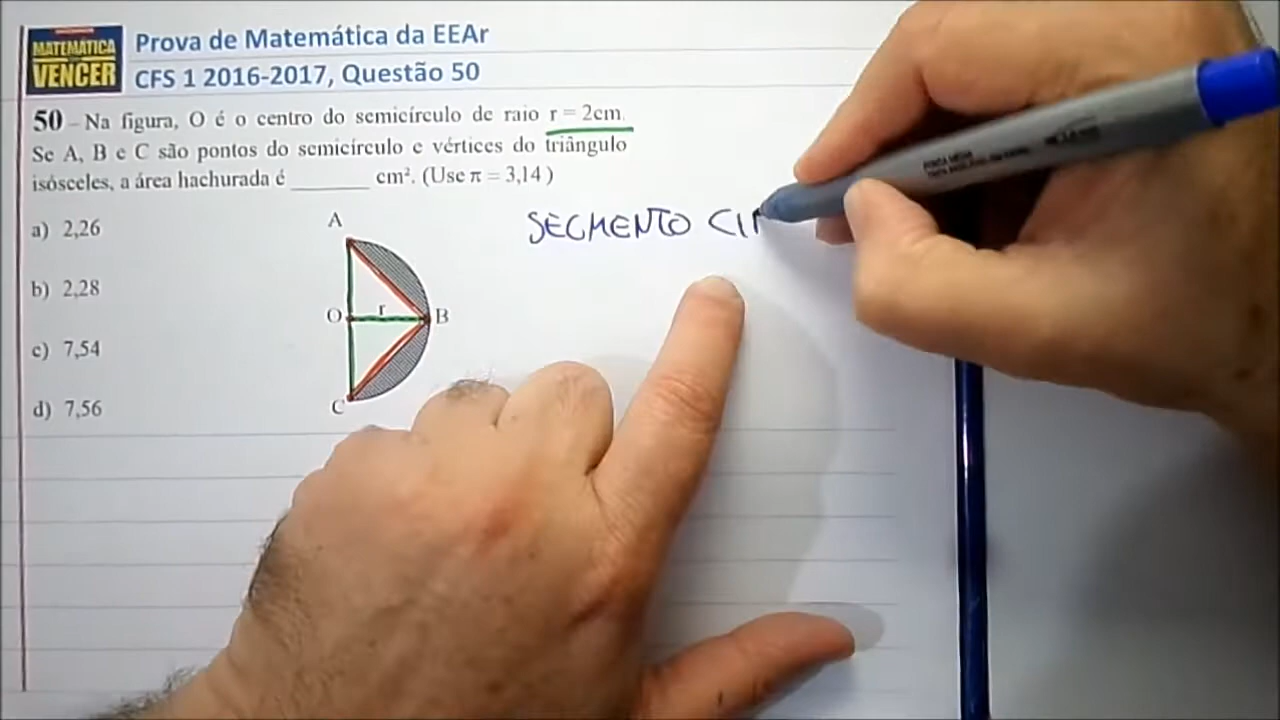 MATEMÁTICA
VENCER
Prova de Matemática da EEAr
CFS 1 2016-2017, Questão 50
50 – Na figura, O é o centro do semicírculo de raio r = 2cm.
Se A, B e C são pontos do semicírculo e vértices do triângulo
isósceles, a área hachurada é ________ cm². (Use π = 3,14 )
a) 2,26
b) 2,28
c) 7,54
d) 7,56
A
O r B
C
SEGMENTO CIR